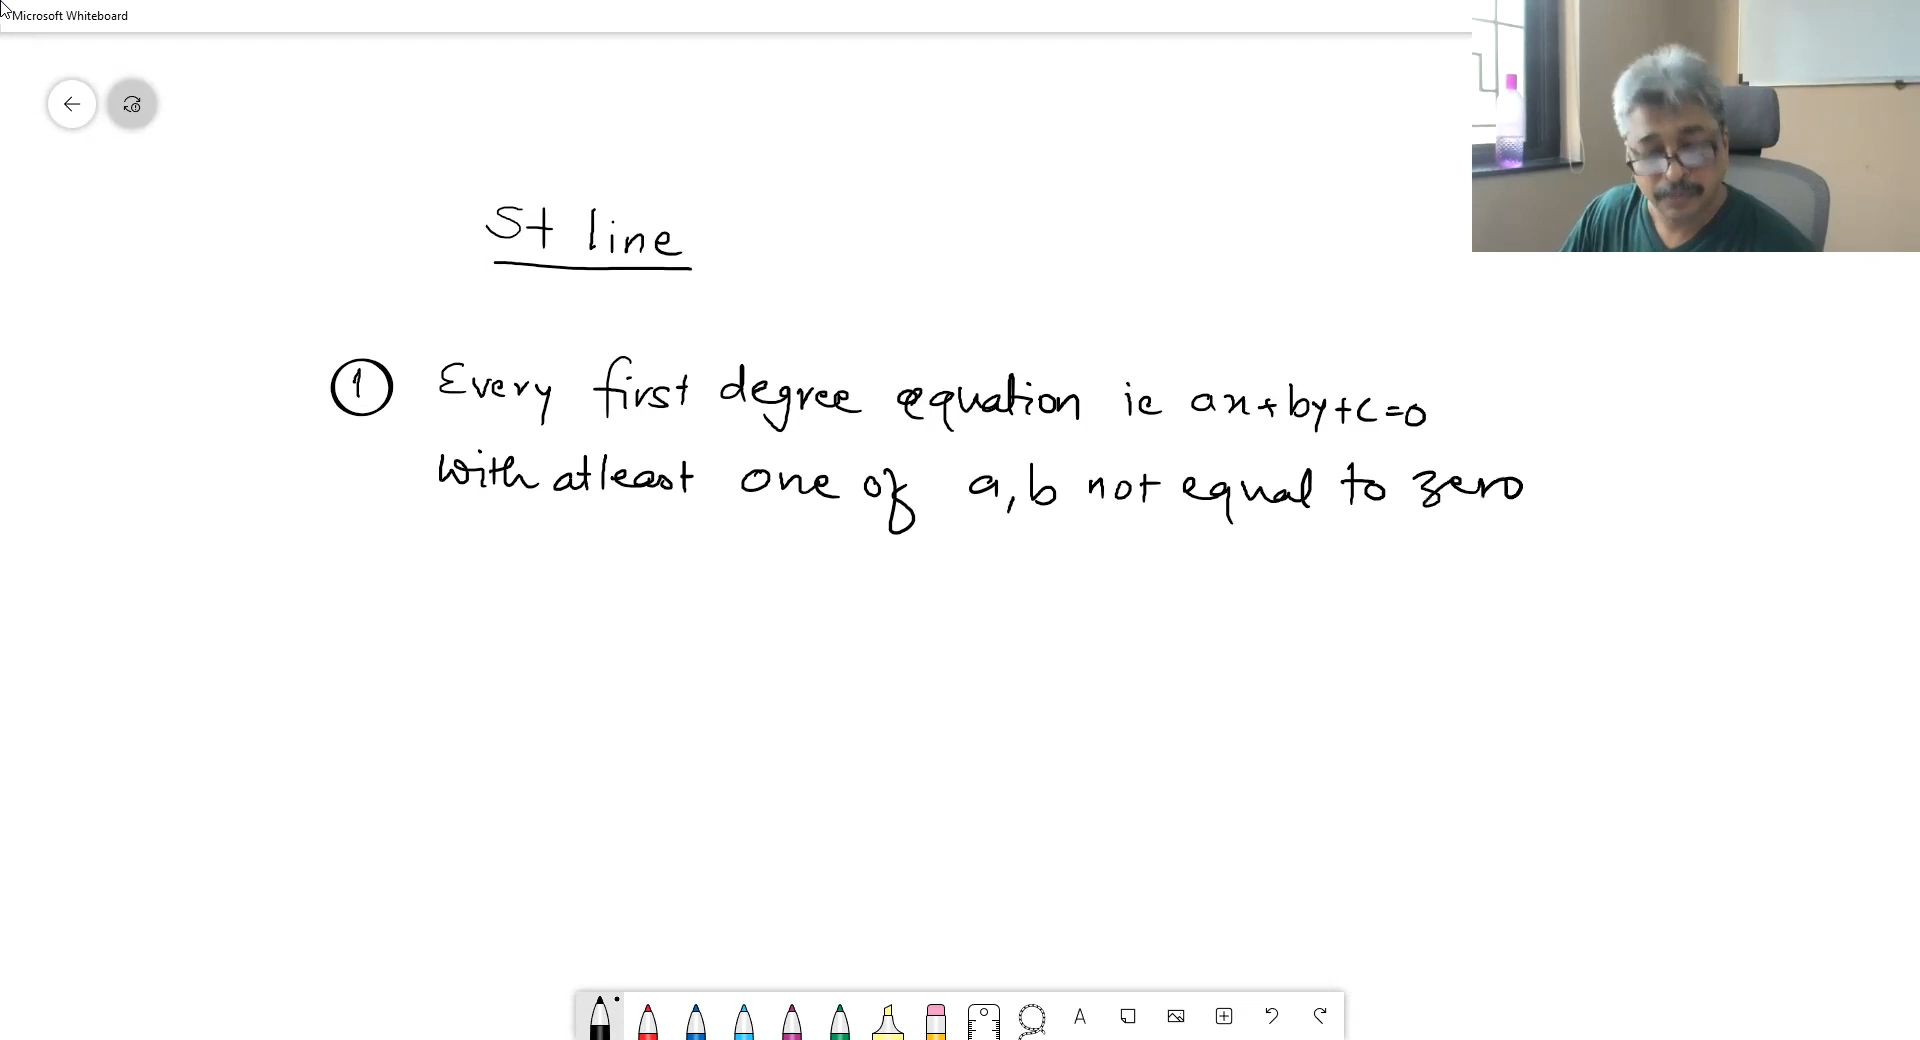 Microsoft Whiteboard
St line
① Every first degree equation ie ax+by+c=0
with atleast one of a, b not equal to zero